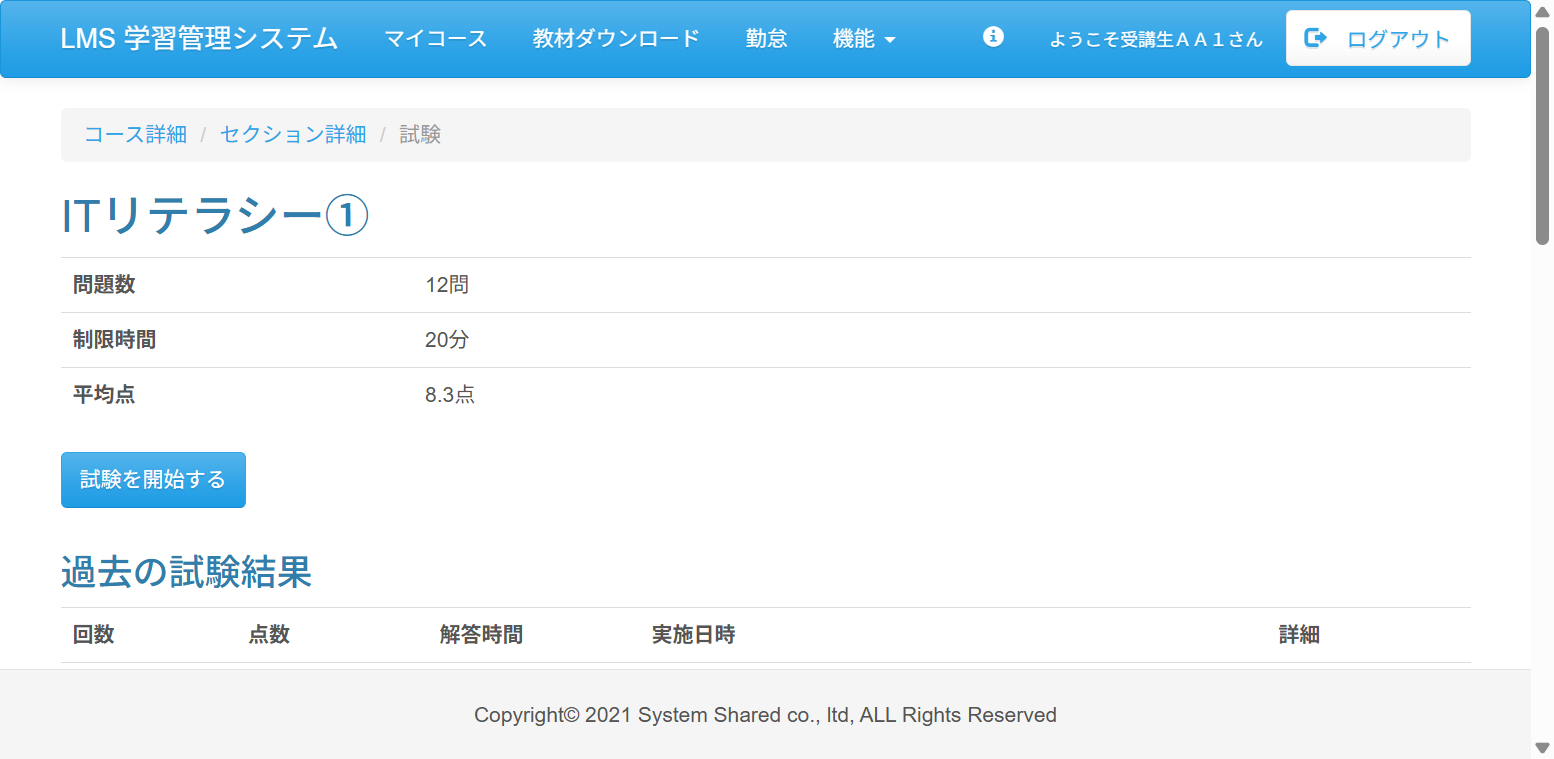 LMS 学習管理システム マイコース 教材ダウンロード 勤怠 機能 ようこそ受講生ＡＡ１さん ログアウト
コース詳細 / セクション詳細 / 試験
ITリテラシー①
問題数 12問
制限時間 20分
平均点 8.3点
試験を開始する
過去の試験結果
回数 点数 解答時間 実施日時 詳細
Copyright© 2021 System Shared co., ltd, ALL Rights Reserved